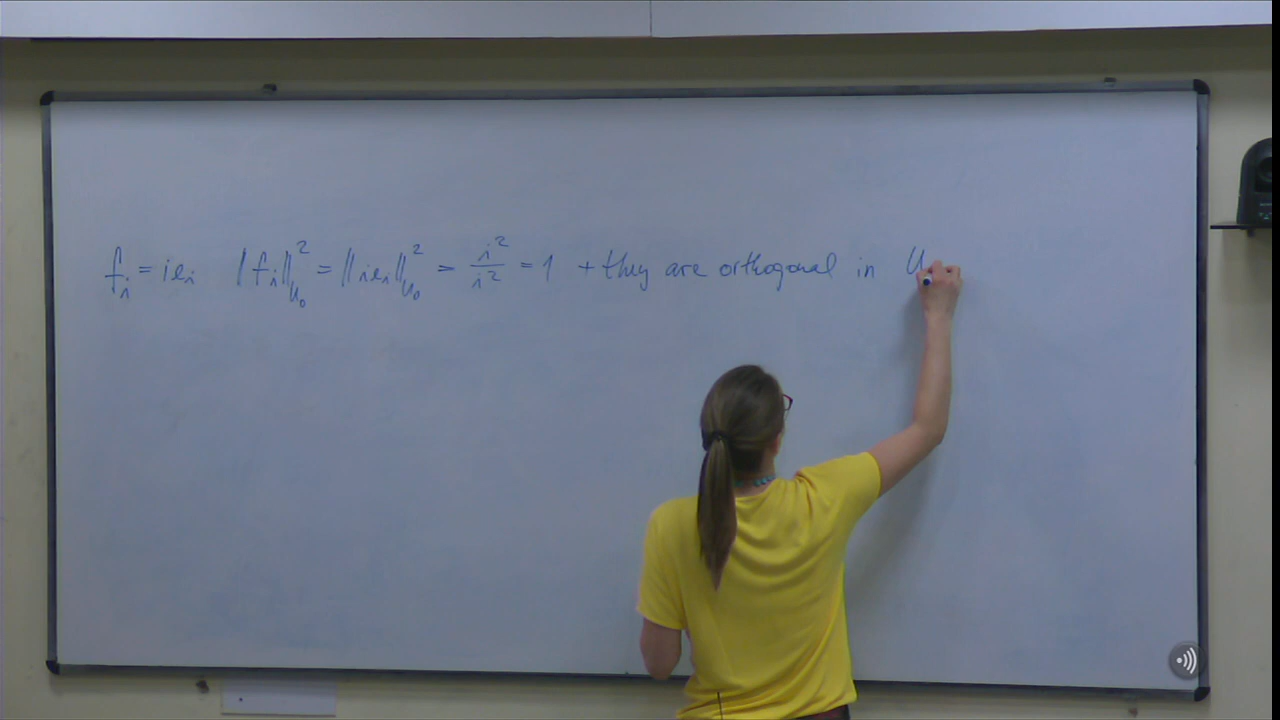 f_i = ie_i ||f_i||²_{U_0} = ||ie_i||²_{U_0} = i²/i² = 1 + they are orthogonal in U